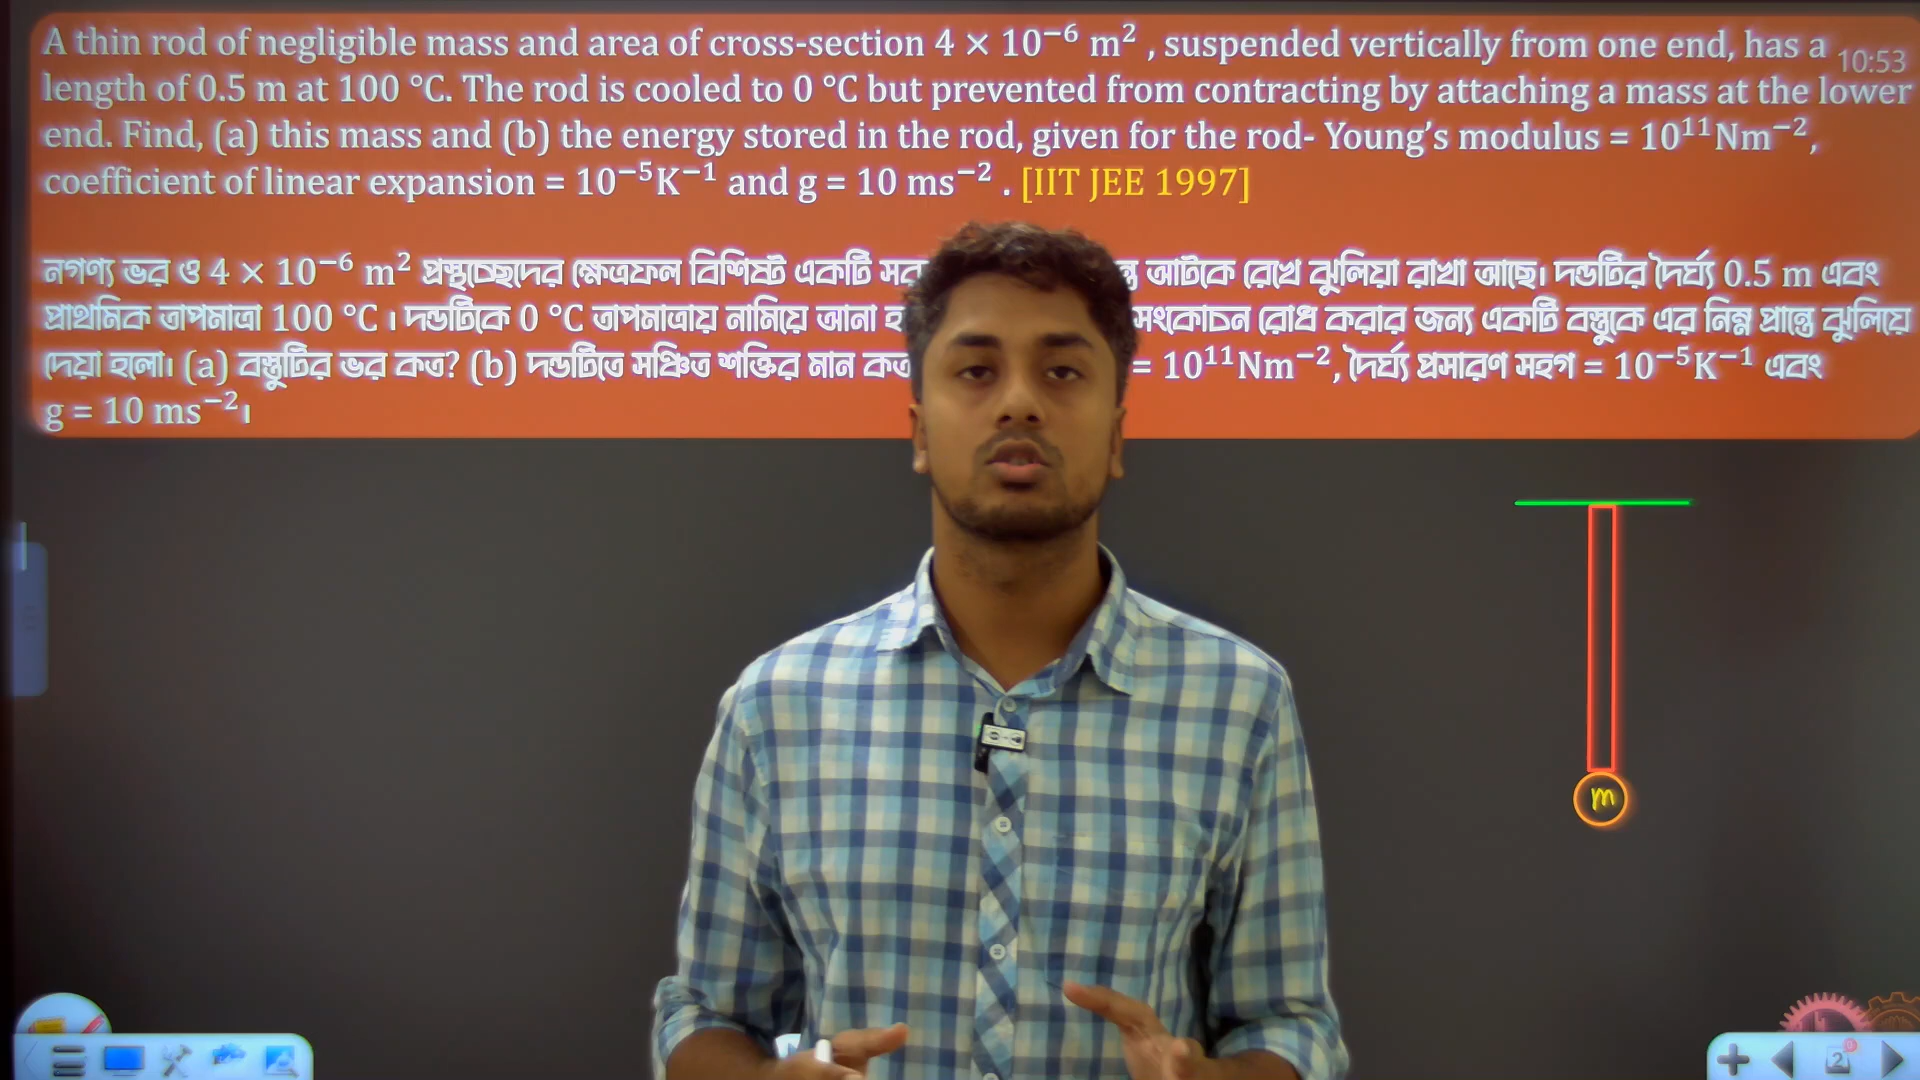 A thin rod of negligible mass and area of cross-section 4 × 10⁻⁶ m² , suspended vertically from one end, has a
10:53
length of 0.5 m at 100 °C. The rod is cooled to 0 °C but prevented from contracting by attaching a mass at the lower
end. Find, (a) this mass and (b) the energy stored in the rod, given for the rod- Young's modulus = 10¹¹Nm⁻²,
coefficient of linear expansion = 10⁻⁵K⁻¹ and g = 10 ms⁻² . [IIT JEE 1997]
নগণ্য ভর ও 4 × 10⁻⁶ m² প্রস্থচ্ছেদের ক্ষেত্রফল বিশিষ্ট একটি আটকে রেখে ঝুলিয়া রাখা আছে। দন্ডটির দৈর্ঘ্য 0.5 m এবং
প্রাথমিক তাপমাত্রা 100 °C । দন্ডটিকে 0 °C তাপমাত্রায় নামিয়ে আনা সংকোচন রোধ করার জন্য একটি বস্তুকে এর নিম্ন প্রান্তে ঝুলিয়ে
দেয়া হলো। (a) বস্তুটির ভর কত? (b) দন্ডটিতে সঞ্চিত শক্তির মান কত = 10¹¹Nm⁻², দৈর্ঘ্য প্রসারণ সহগ = 10⁻⁵K⁻¹ এবং
g = 10 ms⁻²।
m
2